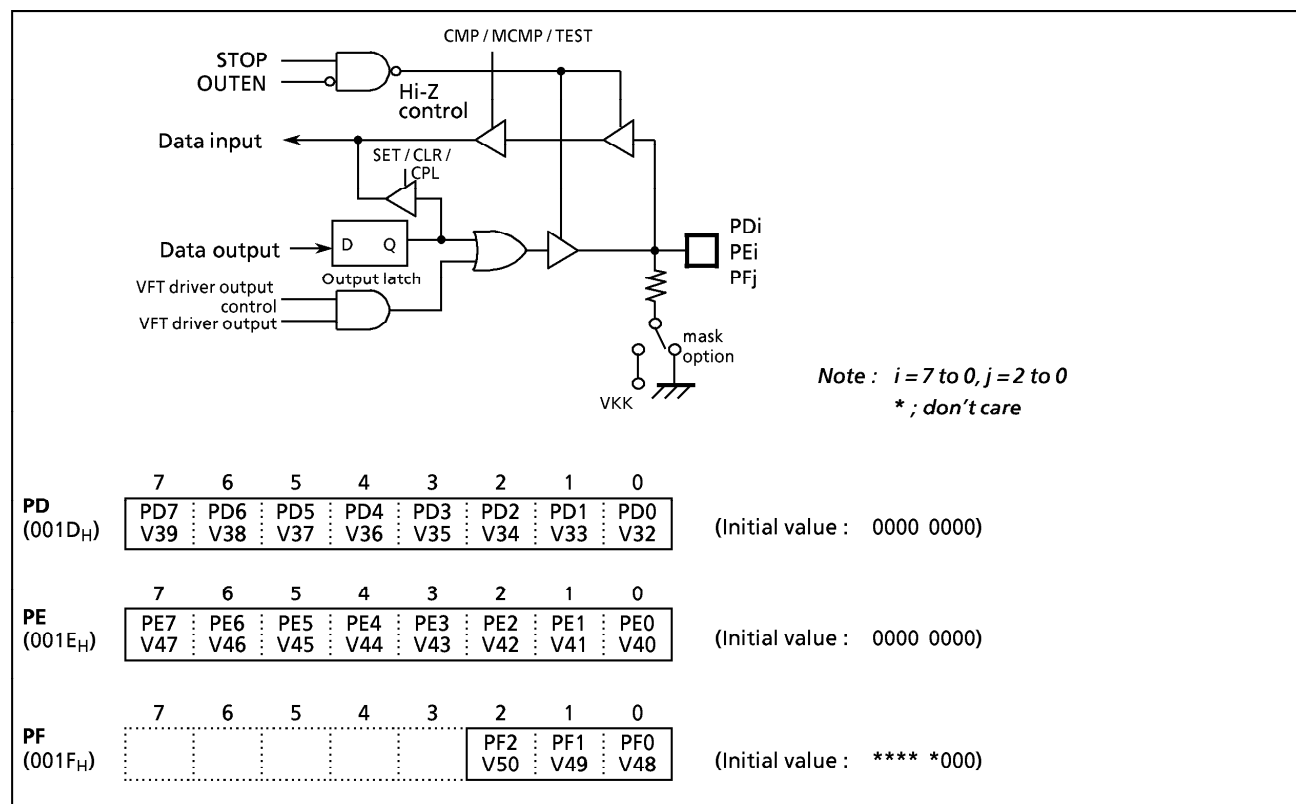 CMP / MCMP / TEST
STOP
OUTEN
Hi-Z
control
Data input
SET / CLR /
CPL
Data output
D Q
Output latch
PDi
PEi
PFj
VFT driver output
control
VFT driver output
mask
option
VKK
Note : i = 7 to 0, j = 2 to 0
* ; don't care
7 6 5 4 3 2 1 0
PD
(001DH)
PD7 PD6 PD5 PD4 PD3 PD2 PD1 PD0
V39 V38 V37 V36 V35 V34 V33 V32
(Initial value : 0000 0000)
7 6 5 4 3 2 1 0
PE
(001EH)
PE7 PE6 PE5 PE4 PE3 PE2 PE1 PE0
V47 V46 V45 V44 V43 V42 V41 V40
(Initial value : 0000 0000)
7 6 5 4 3 2 1 0
PF
(001FH)
PF2 PF1 PF0
V50 V49 V48
(Initial value : **** *000)